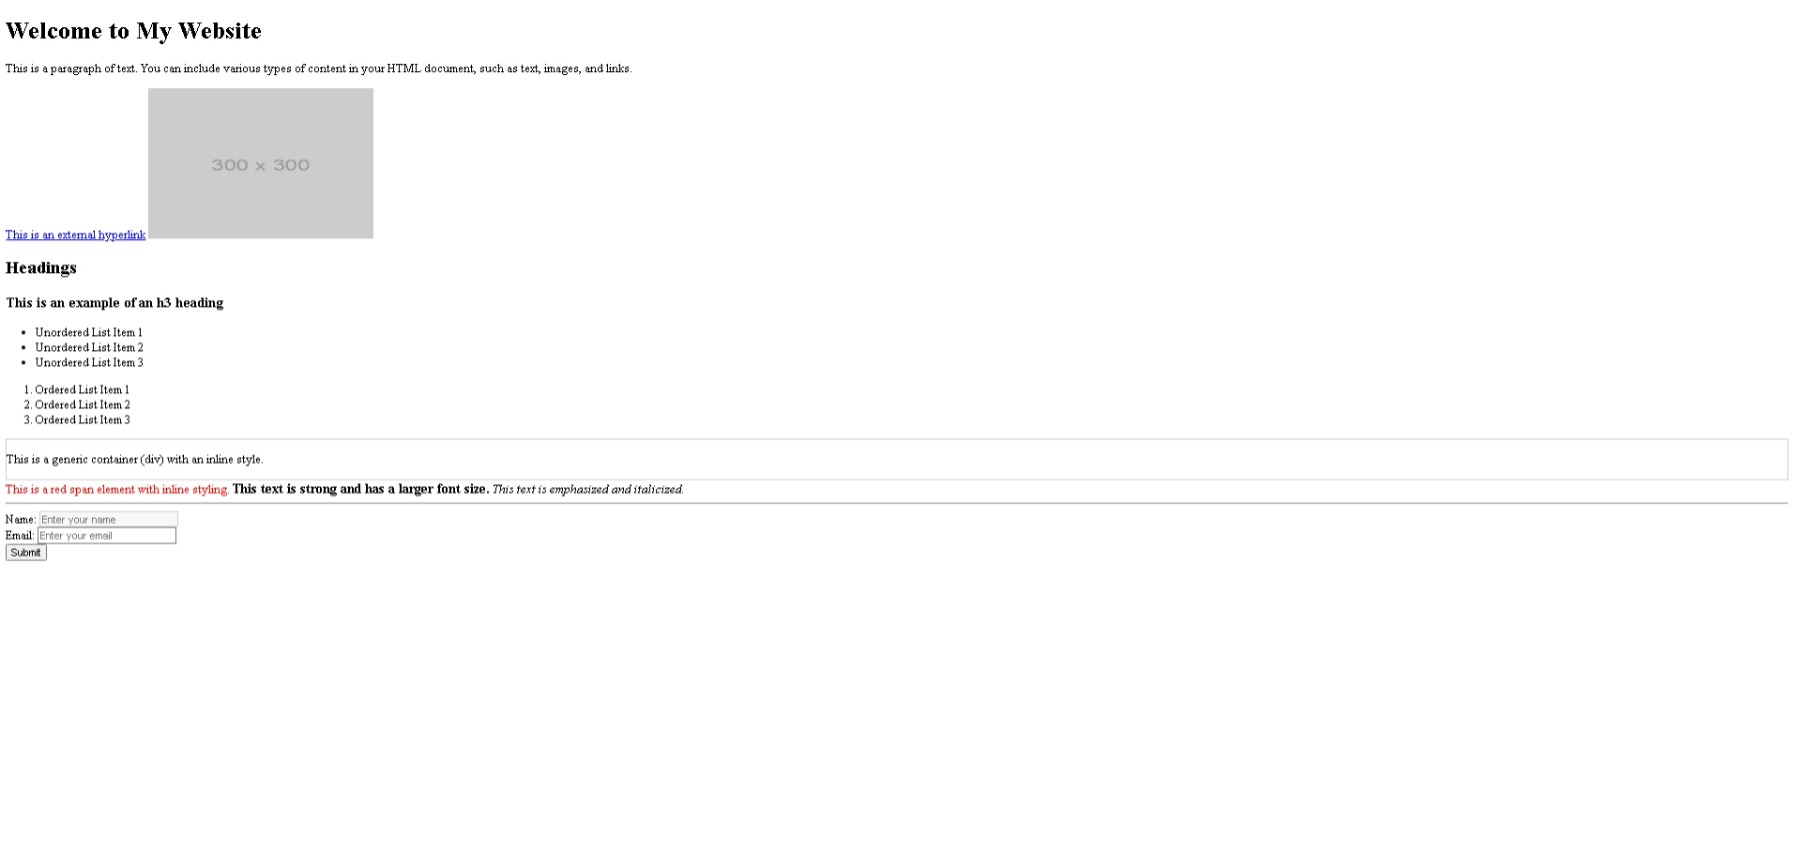 Welcome to My Website
This is a paragraph of text. You can include various types of content in your HTML document, such as text, images, and links.
300 × 300
This is an external hyperlink
Headings
This is an example of an h3 heading
• Unordered List Item 1
• Unordered List Item 2
• Unordered List Item 3
1. Ordered List Item 1
2. Ordered List Item 2
3. Ordered List Item 3
This is a generic container (div) with an inline style.
This is a red span element with inline styling. This text is strong and has a larger font size. This text is emphasized and italicized.
Name: Enter your name
Email: Enter your email
Submit